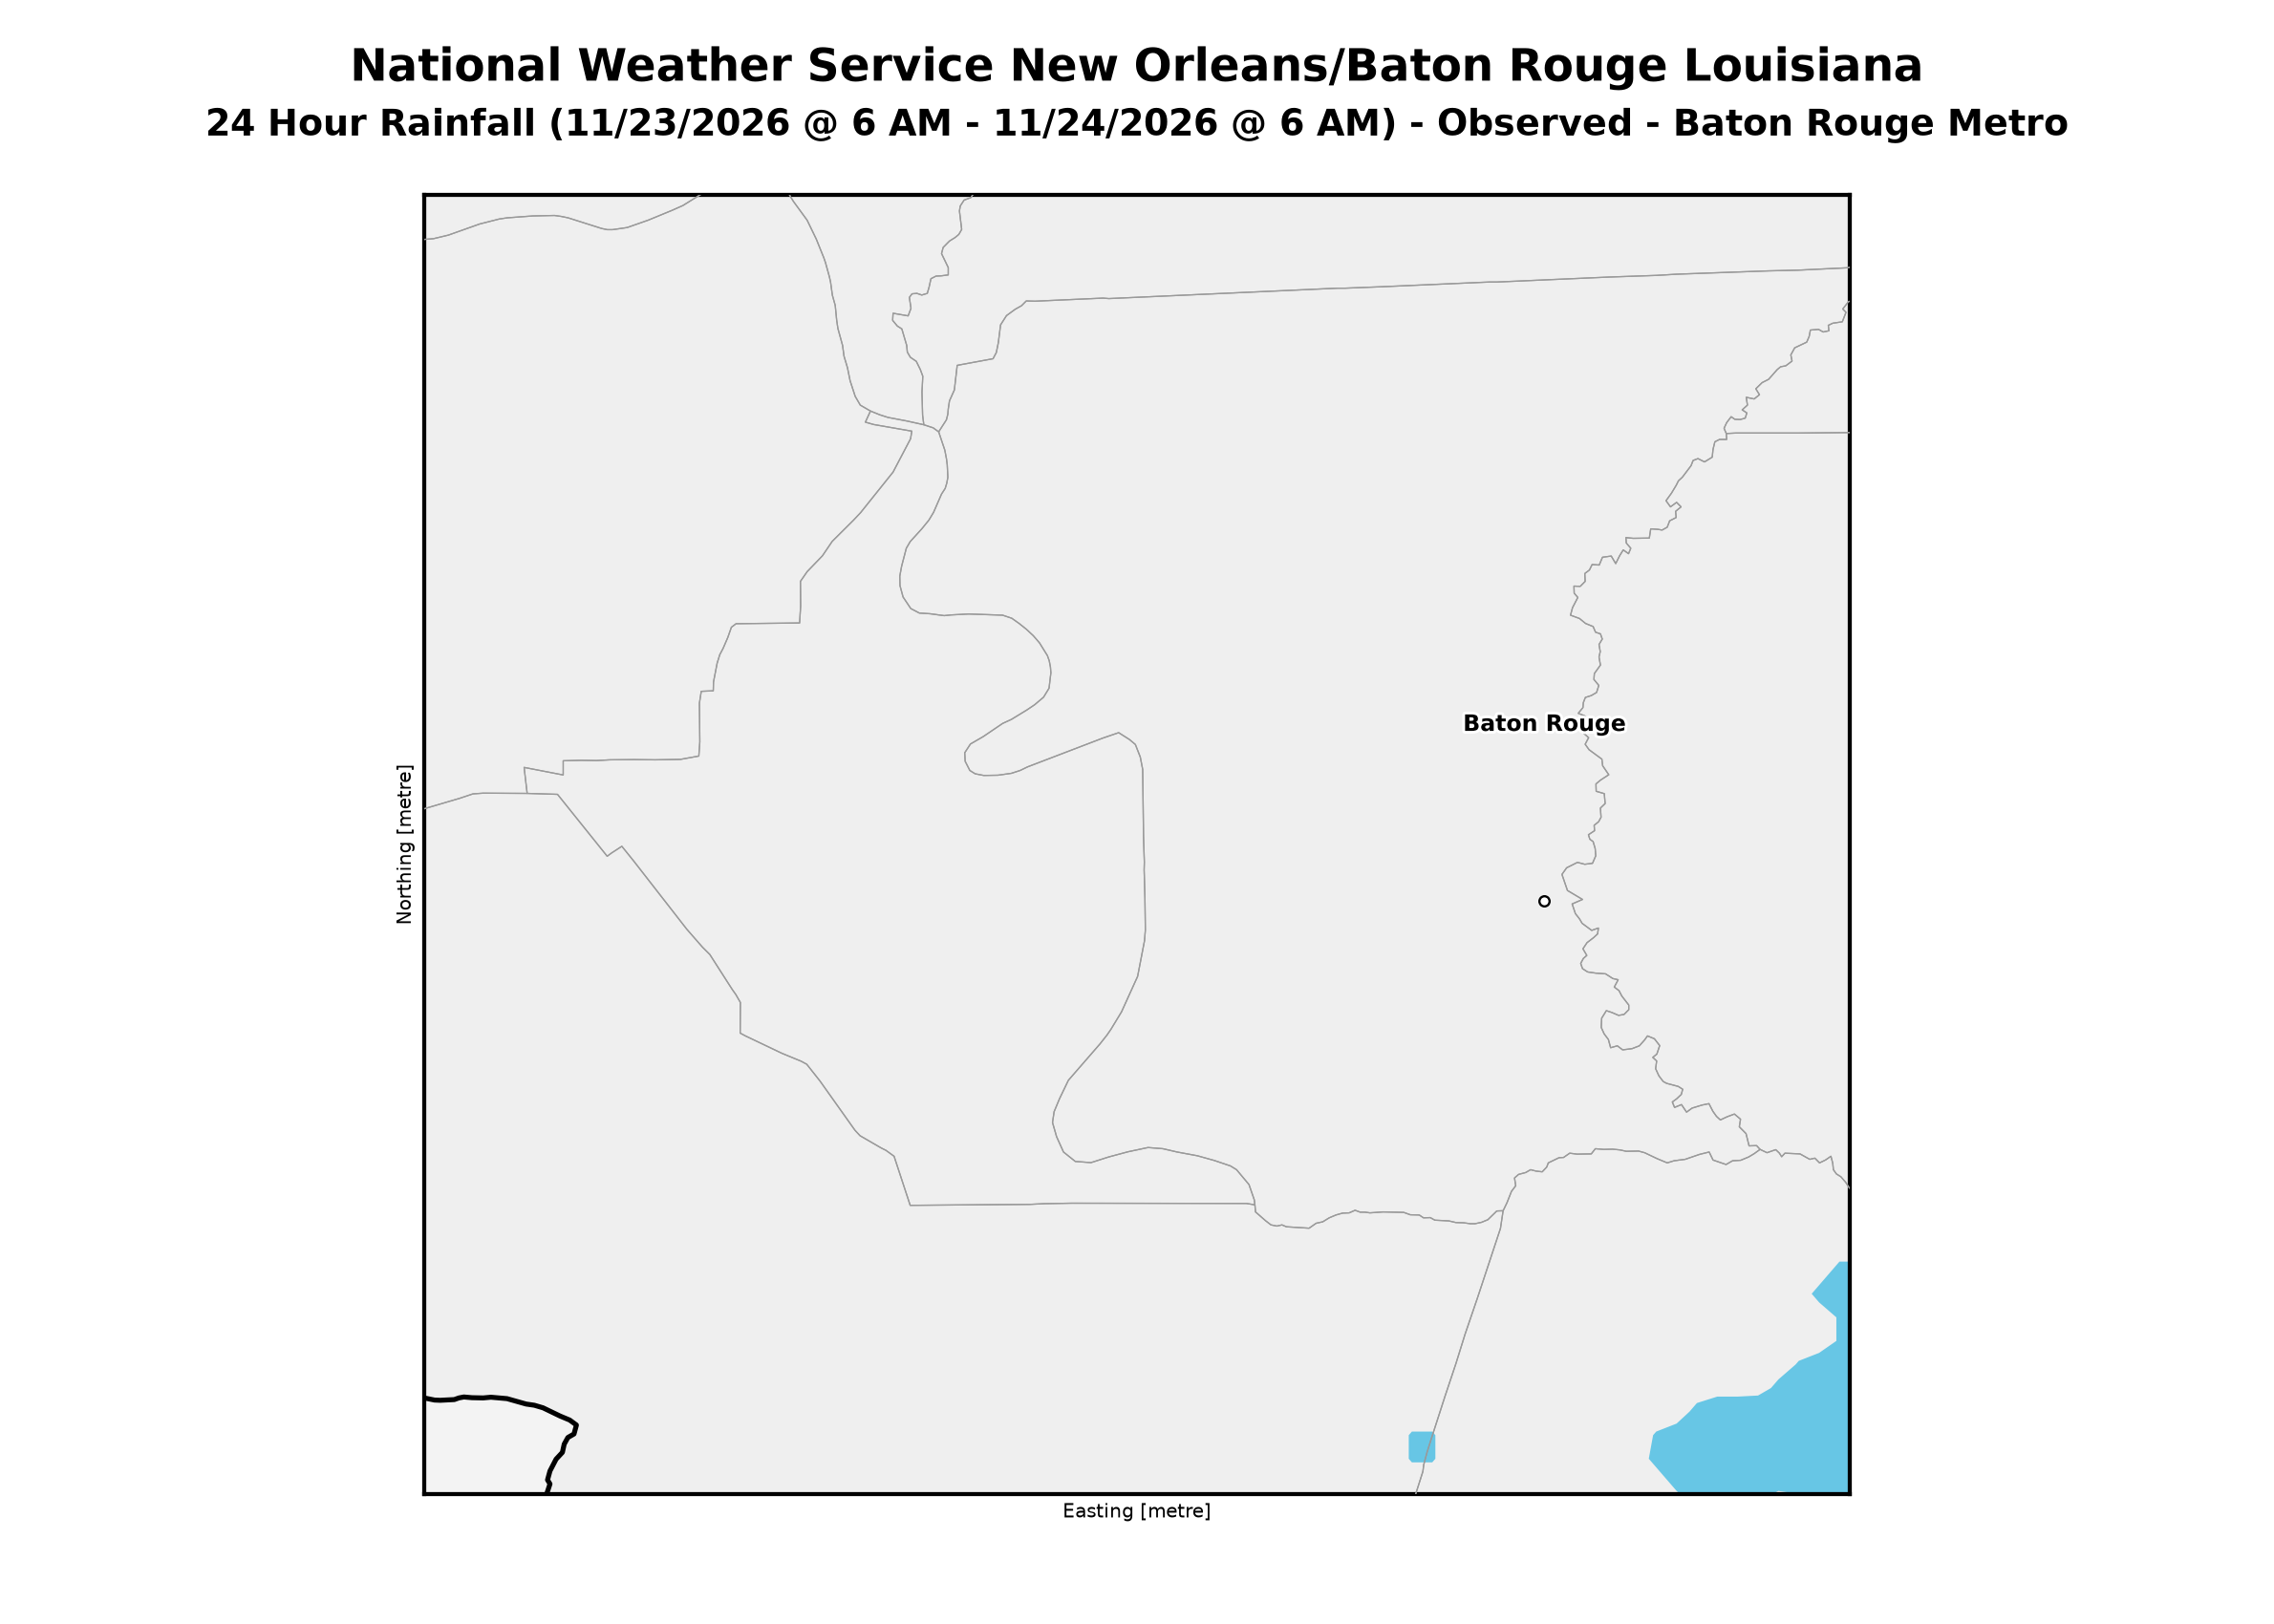 National Weather Service New Orleans/Baton Rouge Louisiana
24 Hour Rainfall (11/23/2026 @ 6 AM - 11/24/2026 @ 6 AM) - Observed - Baton Rouge Metro
Baton Rouge
Northing [metre]
Easting [metre]